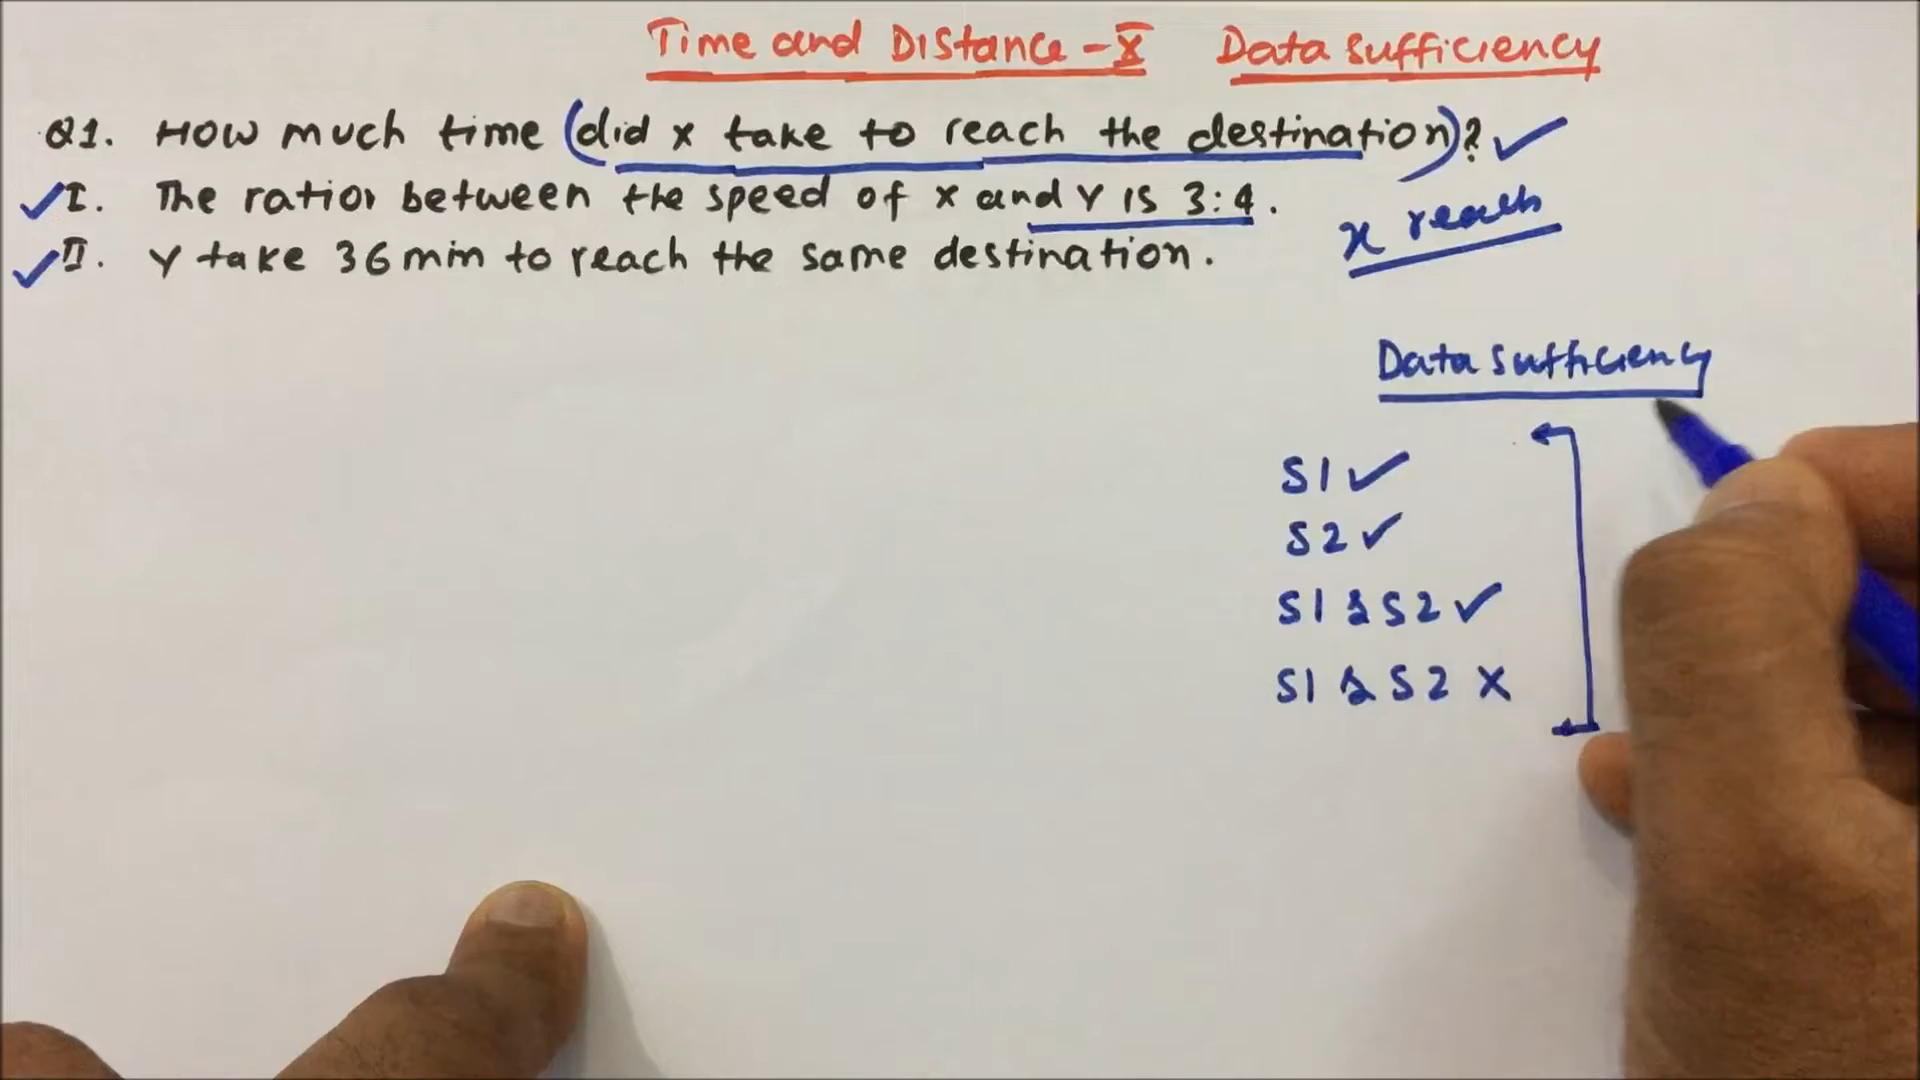 Time and Distance - X Data sufficiency
Q1. How much time (did x take to reach the destination)? ✓
✓ I. The ratior between the speed of x and Y is 3:4.
x reach
✓ II. Y take 36 min to reach the same destination.
Data sufficiency
S1 ✓
S2 ✓
S1 & S2 ✓
S1 & S2 X